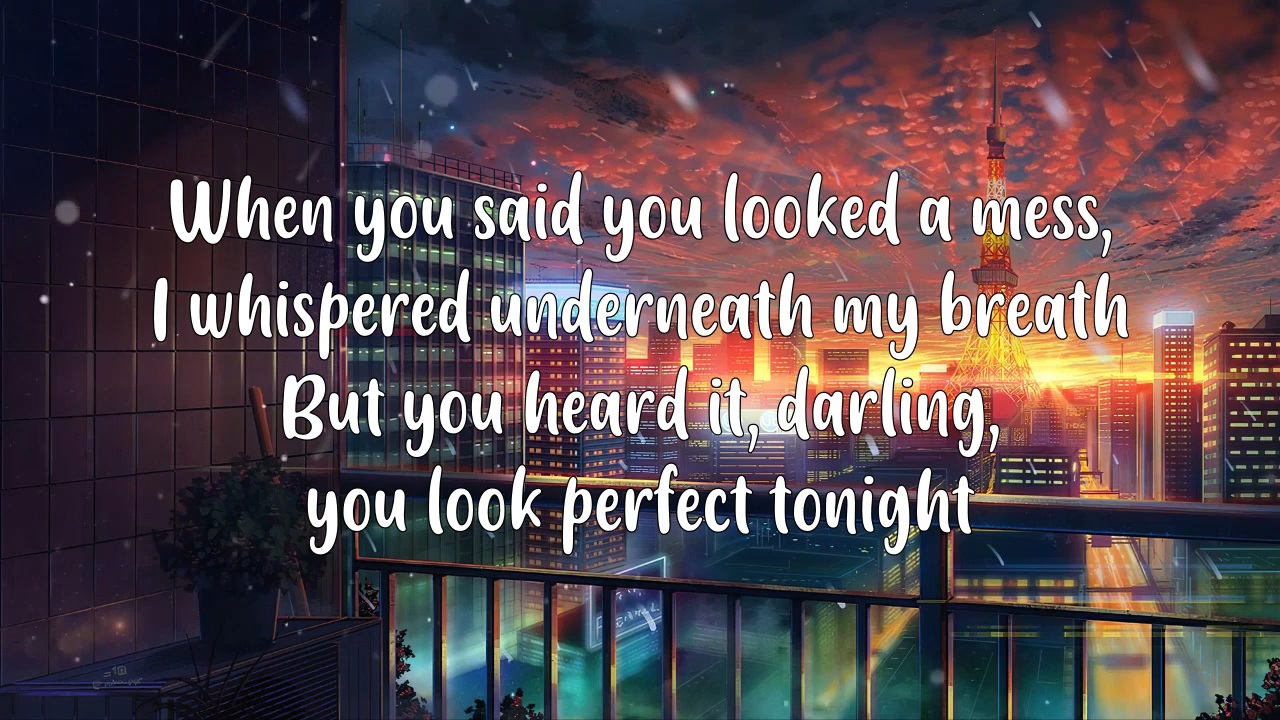 When you said you looked a mess,
I whispered underneath my breath
But you heard it, darling,
you look perfect tonight